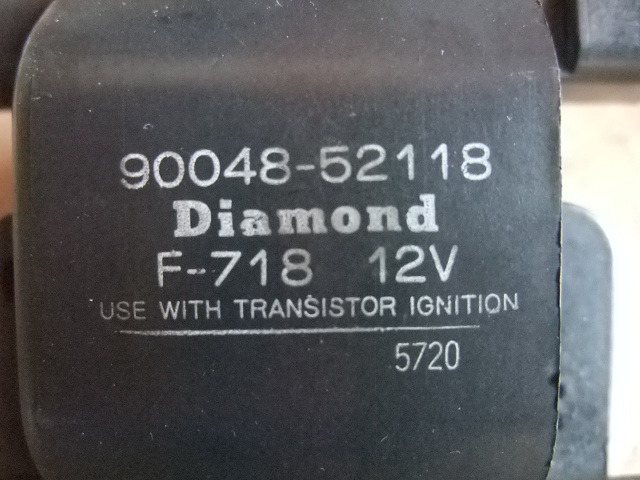 90048-52118
Diamond
F-718 12V
USE WITH TRANSISTOR IGNITION
5720